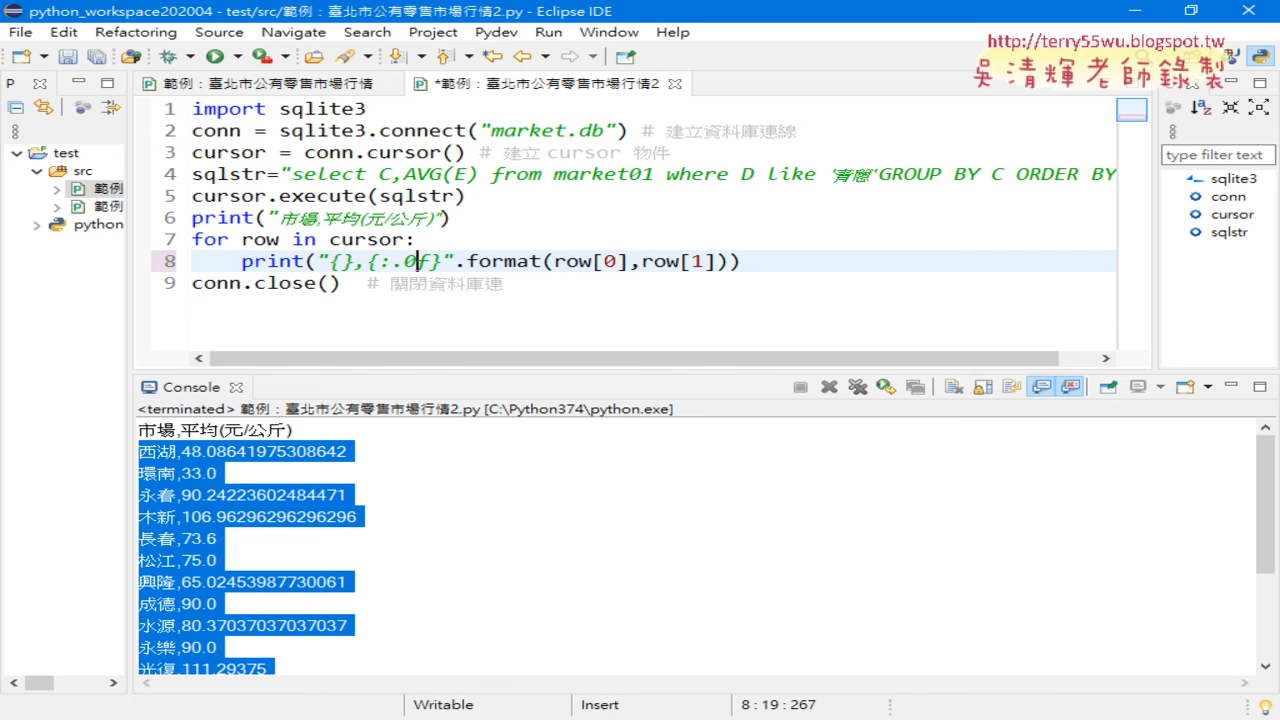 python_workspace202004 - test/src/範例：臺北市公有零售市場行情2.py - Eclipse IDE
File Edit Refactoring Source Navigate Search Project Pydev Run Window Help
http://terry55wu.blogspot.tw
吳清輝老師錄製
P
範例：臺北市公有零售市場行情
*範例：臺北市公有零售市場行情2
1 import sqlite3
2 conn = sqlite3.connect("market.db") # 建立資料庫連線
3 cursor = conn.cursor() # 建立 cursor 物件
4 sqlstr="select C,AVG(E) from market01 where D like '青蔥'GROUP BY C ORDER BY
5 cursor.execute(sqlstr)
6 print("市場,平均(元/公斤)")
7 for row in cursor:
8 print("{},{:.0f}".format(row[0],row[1]))
9 conn.close() # 關閉資料庫連
test
src
範例
範例
python
type filter text
sqlite3
conn
cursor
sqlstr
Console
<terminated> 範例：臺北市公有零售市場行情2.py [C:\Python374\python.exe]
市場,平均(元/公斤)
西湖,48.08641975308642
環南,33.0
永春,90.24223602484471
木新,106.96296296296296
長春,73.6
松江,75.0
興隆,65.02453987730061
成德,90.0
水源,80.37037037037037
永樂,90.0
光復,111.29375
Writable Insert 8 : 19 : 267